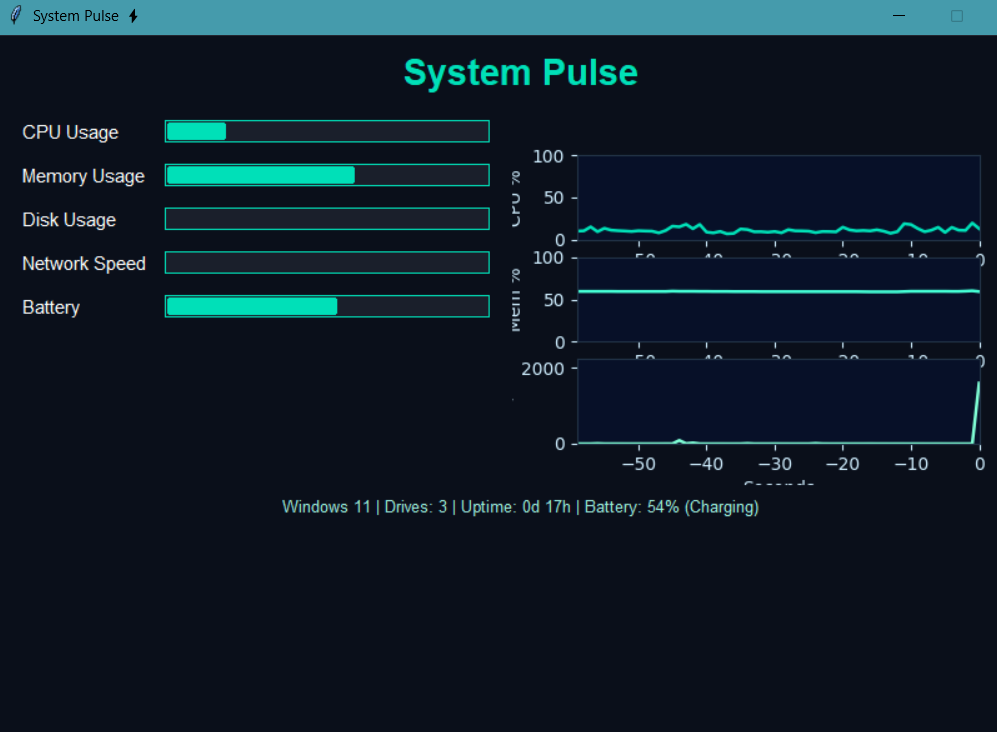 System Pulse
System Pulse
CPU Usage
Memory Usage
Disk Usage
Network Speed
Battery
CPU %
100
50
0
Mem %
100
50
0
2000
0
−50 −40 −30 −20 −10 0
Seconds
Windows 11 | Drives: 3 | Uptime: 0d 17h | Battery: 54% (Charging)